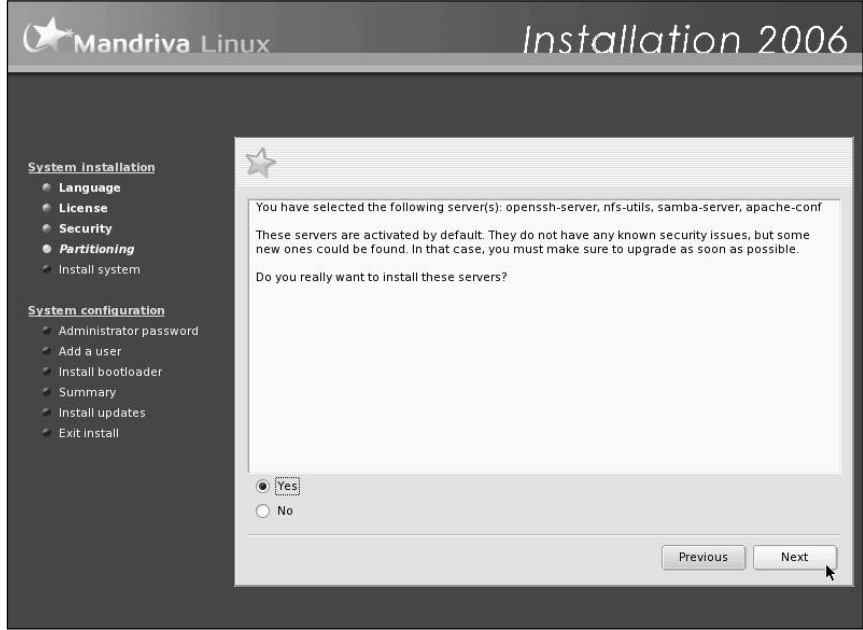 Mandriva Linux
Installation 2006
System installation
Language
License
Security
Partitioning
Install system
System configuration
Administrator password
Add a user
Install bootloader
Summary
Install updates
Exit install
You have selected the following server(s): openssh-server, nfs-utils, samba-server, apache-conf
These servers are activated by default. They do not have any known security issues, but some
new ones could be found. In that case, you must make sure to upgrade as soon as possible.
Do you really want to install these servers?
Yes
No
Previous
Next